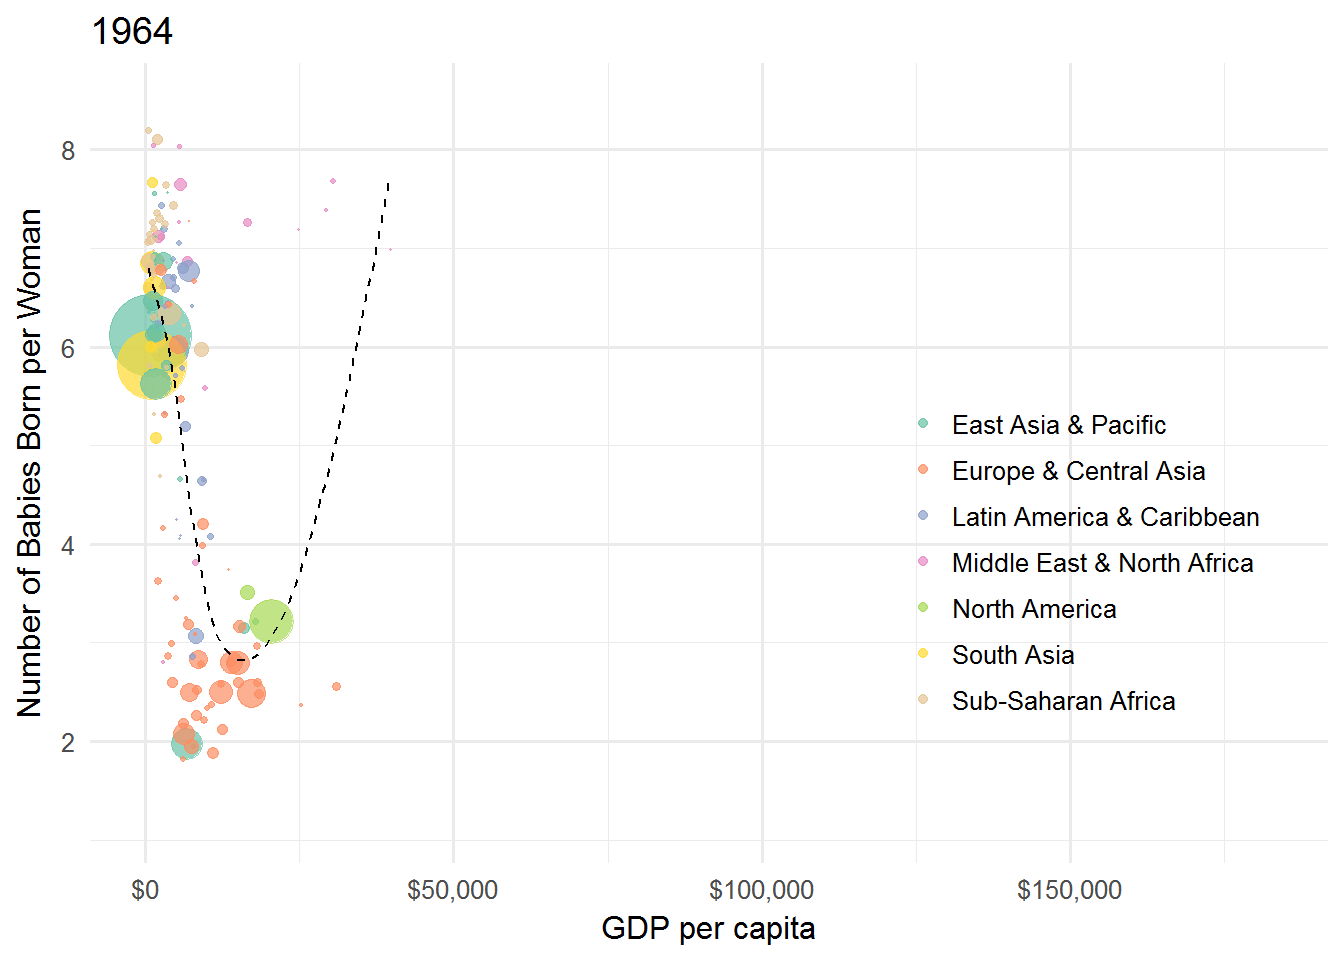 1964
Number of Babies Born per Woman
8
6
4
2
East Asia & Pacific
Europe & Central Asia
Latin America & Caribbean
Middle East & North Africa
North America
South Asia
Sub-Saharan Africa
$0 $50,000 $100,000 $150,000
GDP per capita